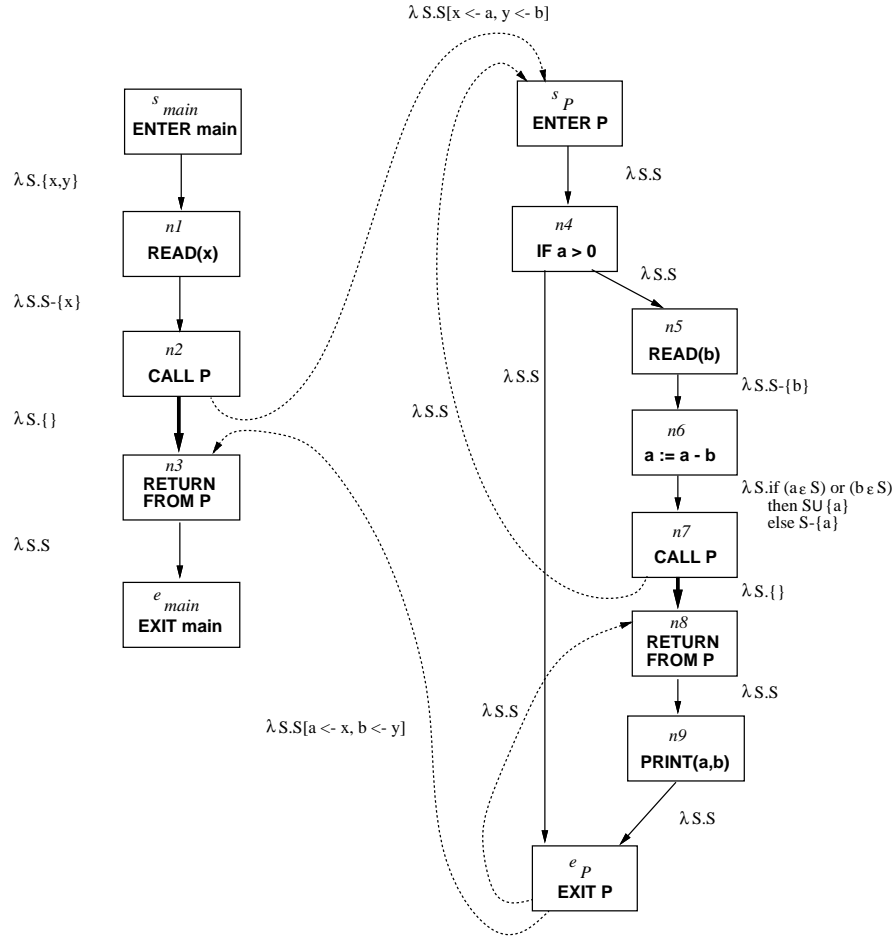 λ S.S[x <- a, y <- b]
s main
ENTER main
λ S.{x,y}
n1
READ(x)
λ S.S-{x}
n2
CALL P
λ S.{}
n3
RETURN
FROM P
λ S.S
e main
EXIT main
s P
ENTER P
λ S.S
n4
IF a > 0
λ S.S
n5
READ(b)
λ S.S
λ S.S-{b}
λ S.S
n6
a := a - b
λ S.if (a ε S) or (b ε S)
then S∪{a}
else S-{a}
n7
CALL P
λ S.{}
n8
RETURN
FROM P
λ S.S
λ S.S
λ S.S[a <- x, b <- y]
n9
PRINT(a,b)
λ S.S
e P
EXIT P